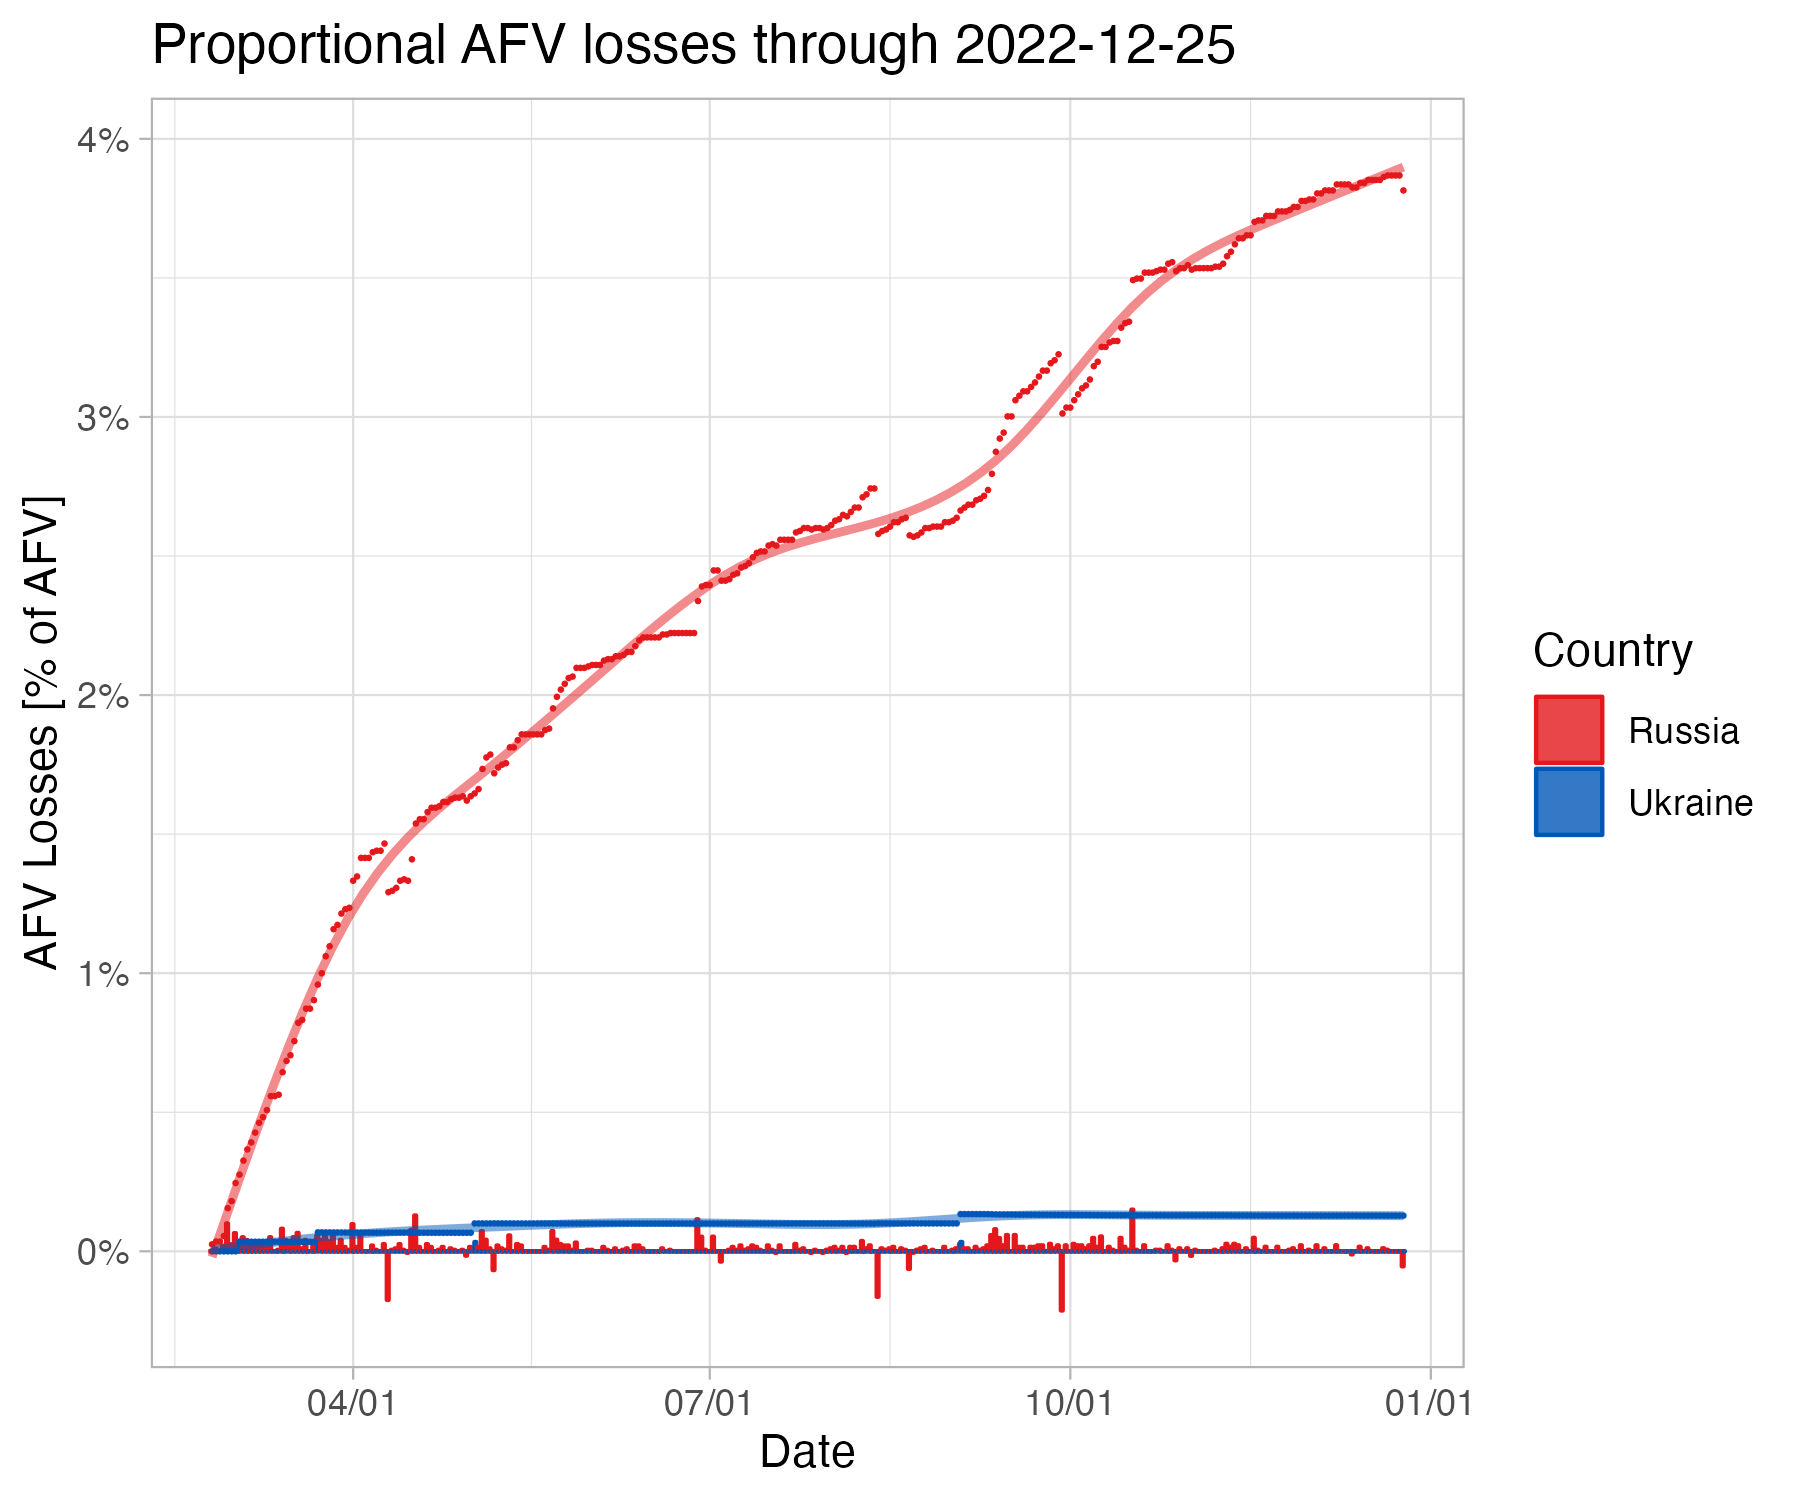 Proportional AFV losses through 2022-12-25
4%
3%
2%
1%
0%
AFV Losses [% of AFV]
04/01
07/01
10/01
01/01
Date
Country
Russia
Ukraine